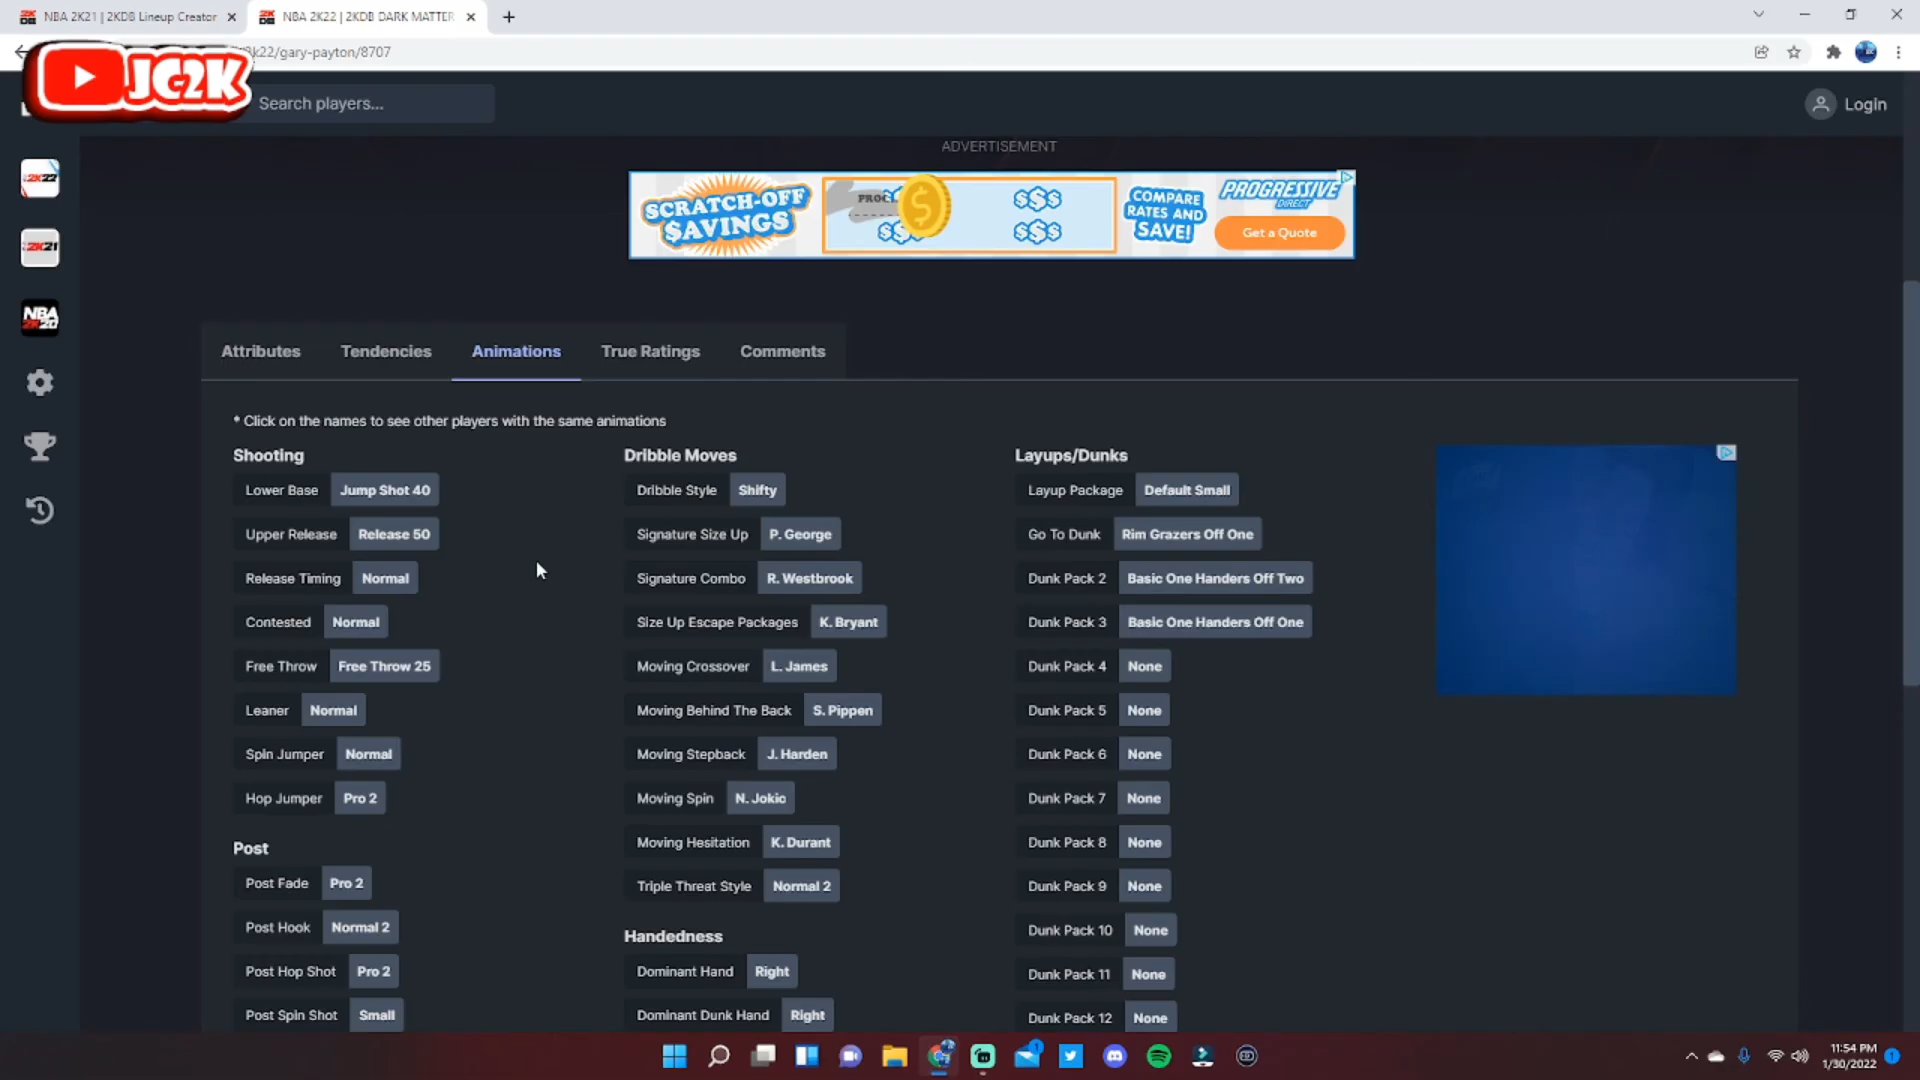 NBA 2K21 | 2KDB Lineup Creator
NBA 2K22 | 2KDB DARK MATTER
k22/gary-payton/8707
JC2K
Search players...
Login
ADVERTISEMENT
SCRATCH-OFF
$AVINGS
$
$$$
$$$
COMPARE
RATES AND
SAVE!
PROGRESSIVE
DIRECT
Get a Quote
2K22
2K21
NBA
2K20
Attributes
Tendencies
Animations
True Ratings
Comments
* Click on the names to see other players with the same animations
Shooting
Lower Base Jump Shot 40
Upper Release Release 50
Release Timing Normal
Contested Normal
Free Throw Free Throw 25
Leaner Normal
Spin Jumper Normal
Hop Jumper Pro 2
Post
Post Fade Pro 2
Post Hook Normal 2
Post Hop Shot Pro 2
Post Spin Shot Small
Dribble Moves
Dribble Style Shifty
Signature Size Up P. George
Signature Combo R. Westbrook
Size Up Escape Packages K. Bryant
Moving Crossover L. James
Moving Behind The Back S. Pippen
Moving Stepback J. Harden
Moving Spin N. Jokic
Moving Hesitation K. Durant
Triple Threat Style Normal 2
Handedness
Dominant Hand Right
Dominant Dunk Hand Right
Layups/Dunks
Layup Package Default Small
Go To Dunk Rim Grazers Off One
Dunk Pack 2 Basic One Handers Off Two
Dunk Pack 3 Basic One Handers Off One
Dunk Pack 4 None
Dunk Pack 5 None
Dunk Pack 6 None
Dunk Pack 7 None
Dunk Pack 8 None
Dunk Pack 9 None
Dunk Pack 10 None
Dunk Pack 11 None
Dunk Pack 12 None
11:54 PM
1/30/2022